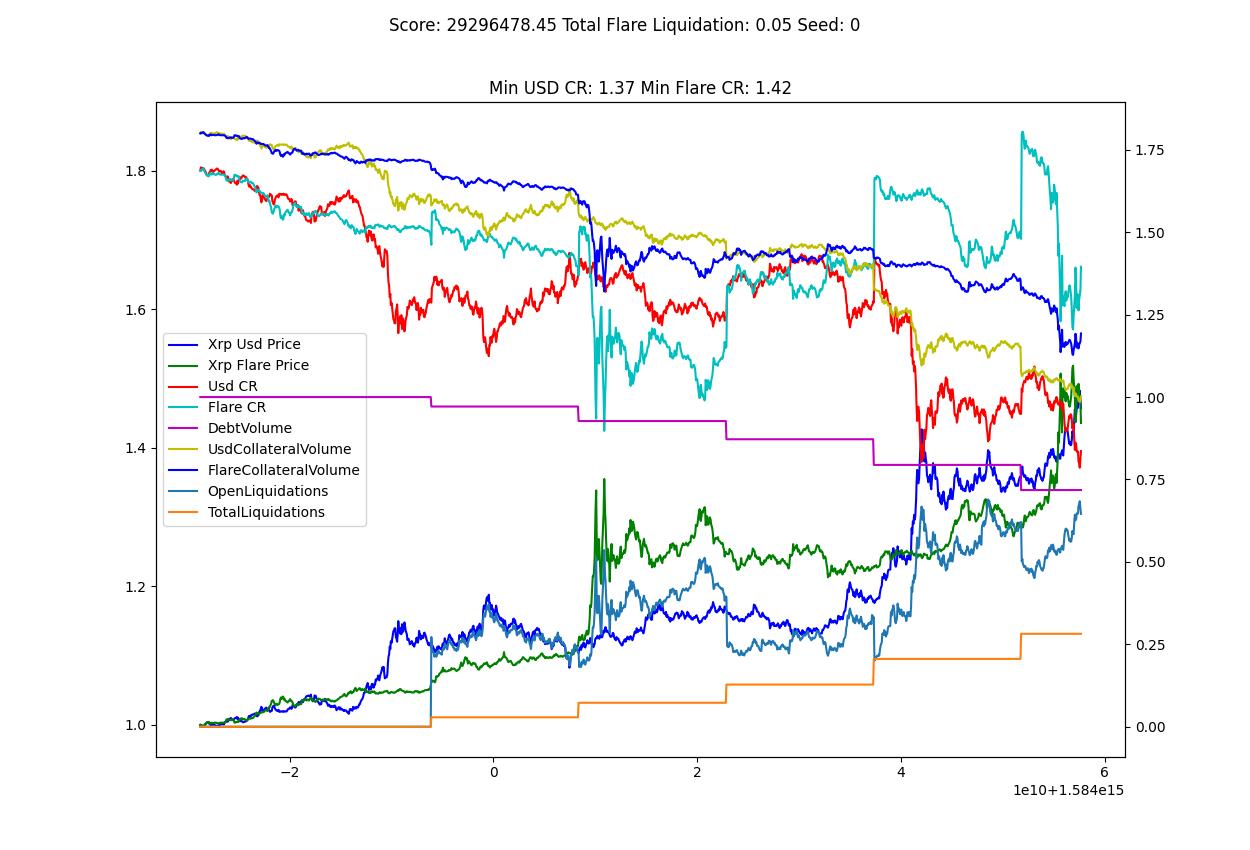 Score: 29296478.45 Total Flare Liquidation: 0.05 Seed: 0
Min USD CR: 1.37 Min Flare CR: 1.42
1.8
1.6
1.4
1.2
1.0
Xrp Usd Price
Xrp Flare Price
Usd CR
Flare CR
DebtVolume
UsdCollateralVolume
FlareCollateralVolume
OpenLiquidations
TotalLiquidations
1.75
1.50
1.25
1.00
0.75
0.50
0.25
0.00
−2 0 2 4 6
1e10+1.584e15